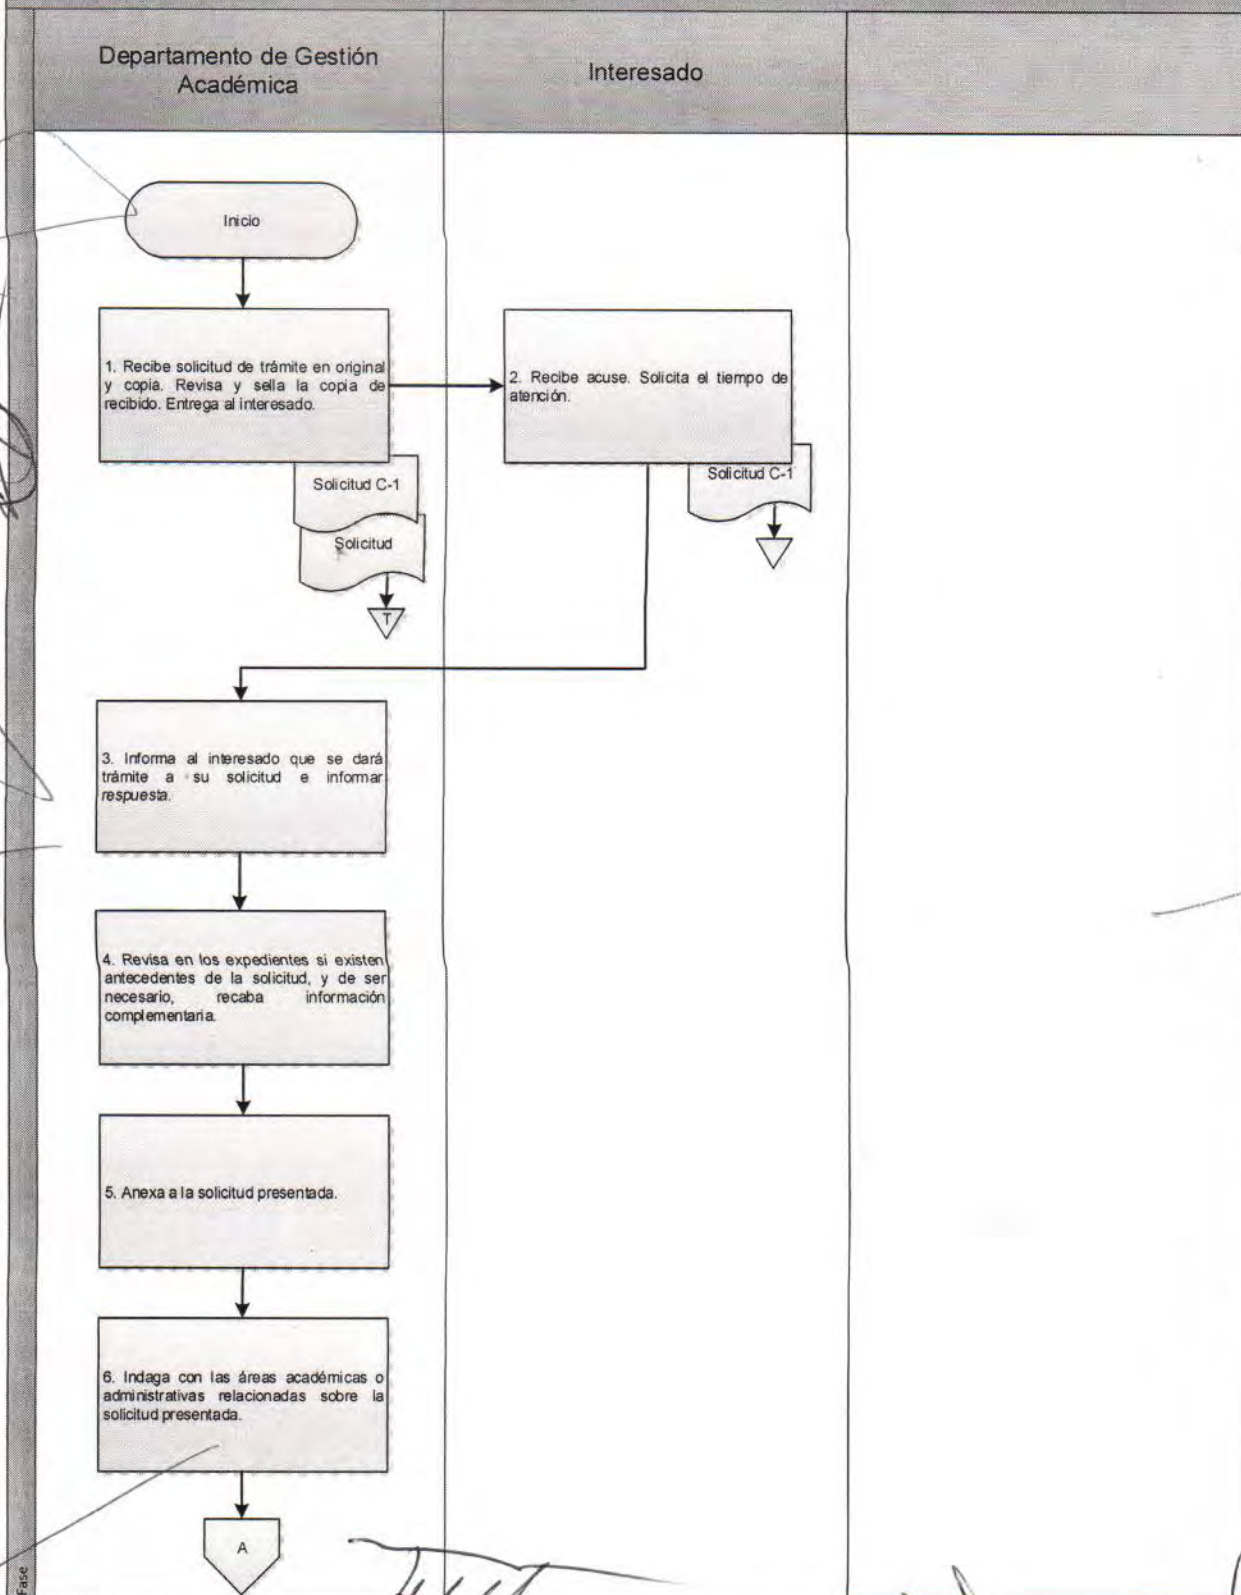 Departamento de Gestión
Académica
Interesado
Inicio
1. Recibe solicitud de trámite en original
y copia. Revisa y sella la copia de
recibido. Entrega al interesado.
2. Recibe acuse. Solicita el tiempo de
atención.
Solicitud C-1
Solicitud
T
Solicitud C-1
3. Informa al interesado que se dará
trámite a su solicitud e informar
respuesta.
4. Revisa en los expedientes si existen
antecedentes de la solicitud, y de ser
necesario, recaba información
complementaria.
5. Anexa a la solicitud presentada.
6. Indaga con las áreas académicas o
administrativas relacionadas sobre la
solicitud presentada.
A
Fase